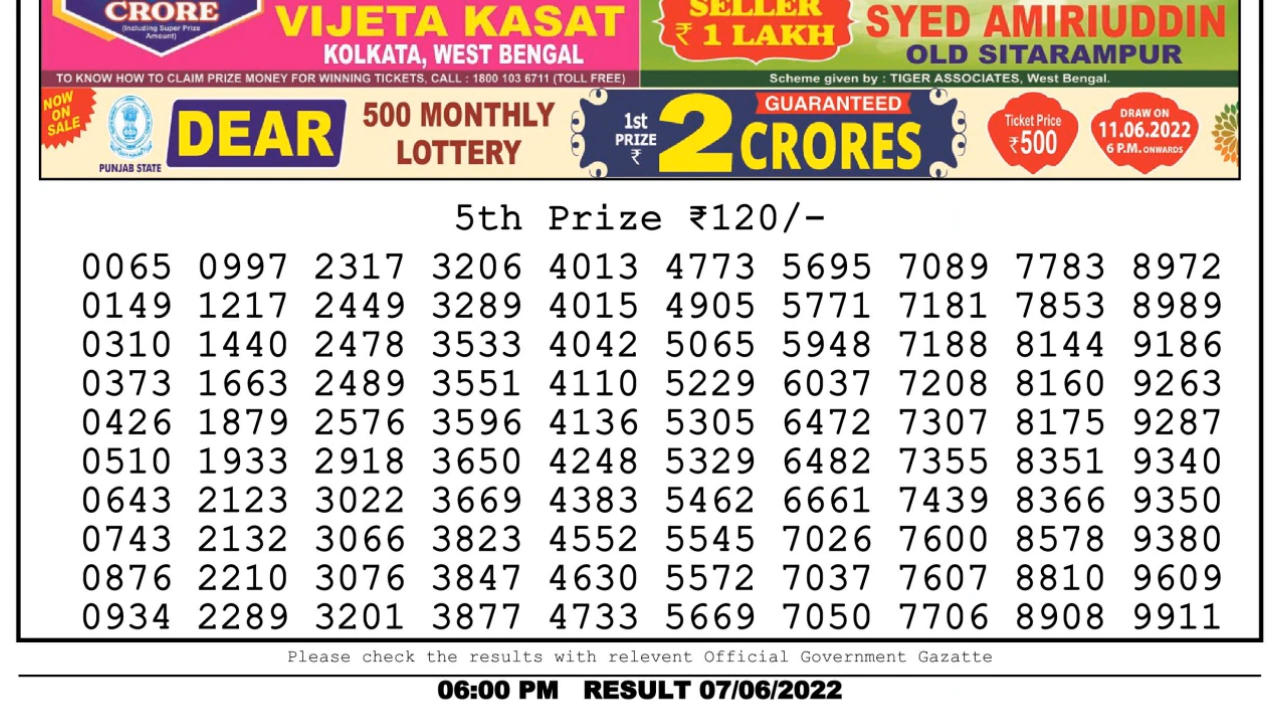 CRORE
(Including Super Prize
Amount)
VIJETA KASAT
KOLKATA, WEST BENGAL
SELLER
₹ 1 LAKH
SYED AMIRIUDDIN
OLD SITARAMPUR
TO KNOW HOW TO CLAIM PRIZE MONEY FOR WINNING TICKETS, CALL : 1800 103 6711 (TOLL FREE)
Scheme given by : TIGER ASSOCIATES, West Bengal.
NOW
ON
SALE
PUNJAB STATE
DEAR
500 MONTHLY
LOTTERY
1st
PRIZE
₹
2
GUARANTEED
CRORES
Ticket Price
₹500
DRAW ON
11.06.2022
6 P.M. ONWARDS
5th Prize ₹120/-
0065 0997 2317 3206 4013 4773 5695 7089 7783 8972
0149 1217 2449 3289 4015 4905 5771 7181 7853 8989
0310 1440 2478 3533 4042 5065 5948 7188 8144 9186
0373 1663 2489 3551 4110 5229 6037 7208 8160 9263
0426 1879 2576 3596 4136 5305 6472 7307 8175 9287
0510 1933 2918 3650 4248 5329 6482 7355 8351 9340
0643 2123 3022 3669 4383 5462 6661 7439 8366 9350
0743 2132 3066 3823 4552 5545 7026 7600 8578 9380
0876 2210 3076 3847 4630 5572 7037 7607 8810 9609
0934 2289 3201 3877 4733 5669 7050 7706 8908 9911
Please check the results with relevent Official Government Gazatte
06:00 PM RESULT 07/06/2022